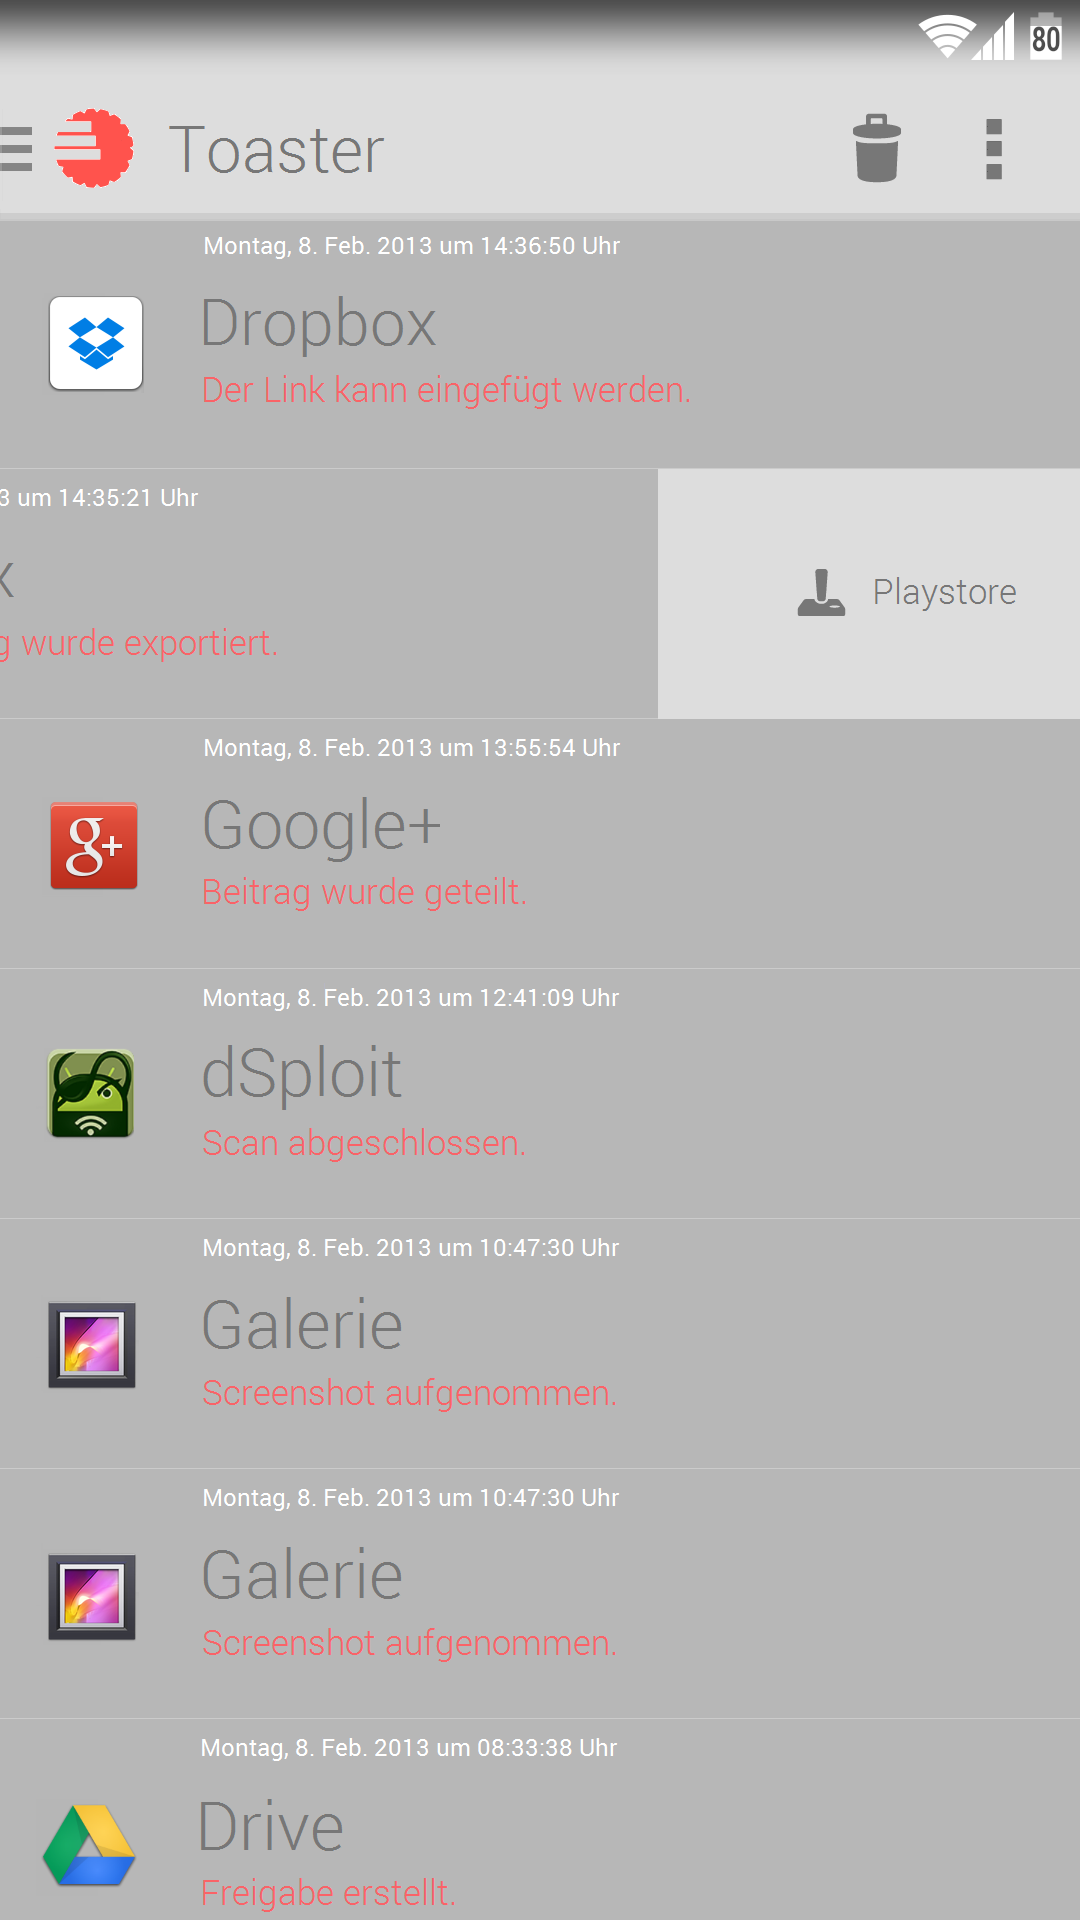 80
Toaster
Montag, 8. Feb. 2013 um 14:36:50 Uhr
Dropbox
Der Link kann eingefügt werden.
3 um 14:35:21 Uhr
x
g wurde exportiert.
Playstore
Montag, 8. Feb. 2013 um 13:55:54 Uhr
g+
Google+
Beitrag wurde geteilt.
Montag, 8. Feb. 2013 um 12:41:09 Uhr
dSploit
Scan abgeschlossen.
Montag, 8. Feb. 2013 um 10:47:30 Uhr
Galerie
Screenshot aufgenommen.
Montag, 8. Feb. 2013 um 10:47:30 Uhr
Galerie
Screenshot aufgenommen.
Montag, 8. Feb. 2013 um 08:33:38 Uhr
Drive
Freigabe erstellt.